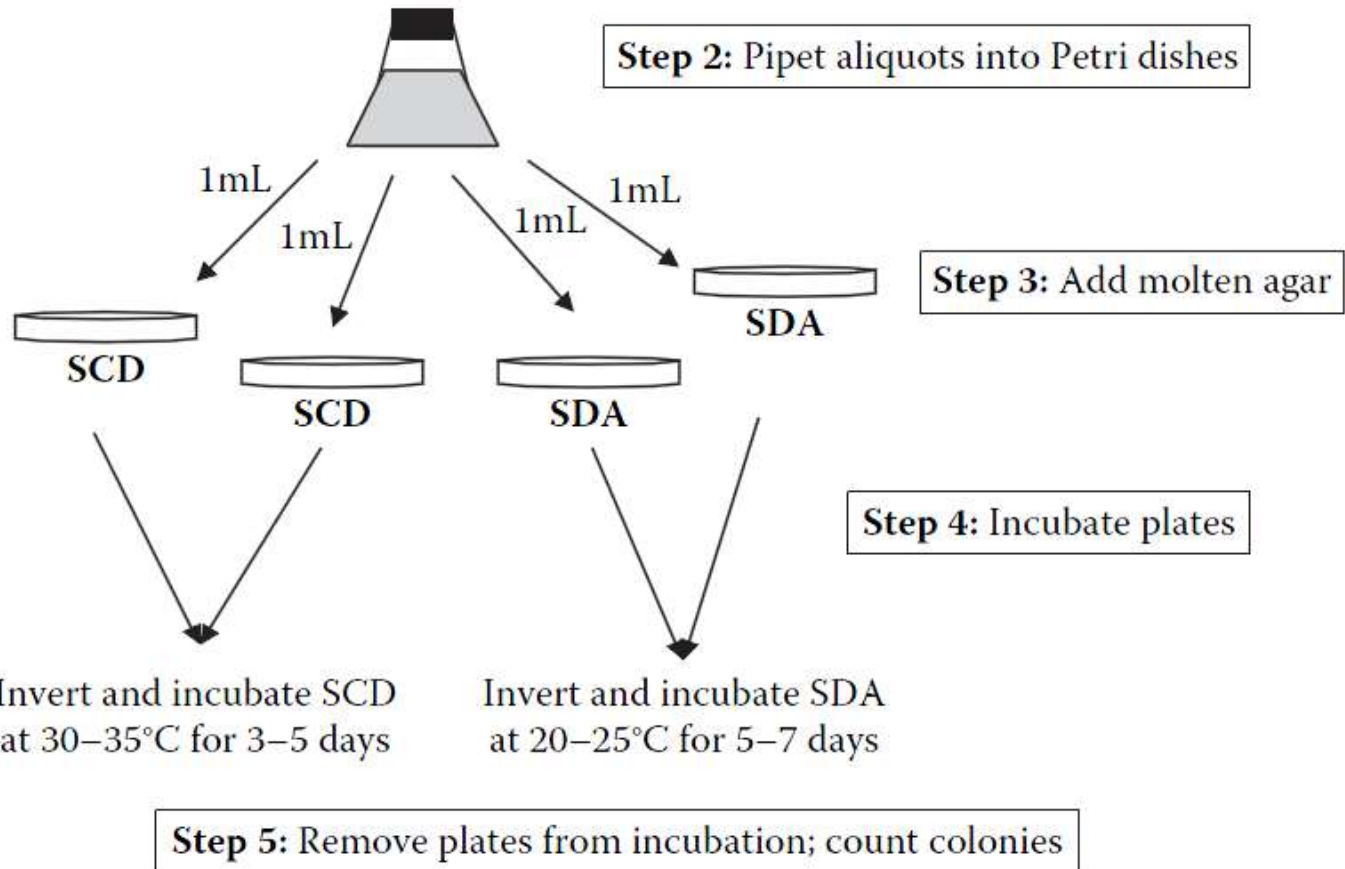 Step 2: Pipet aliquots into Petri dishes
1mL
1mL
1mL
1mL
Step 3: Add molten agar
SCD
SCD
SDA
SDA
Step 4: Incubate plates
Invert and incubate SCD
at 30–35°C for 3–5 days
Invert and incubate SDA
at 20–25°C for 5–7 days
Step 5: Remove plates from incubation; count colonies